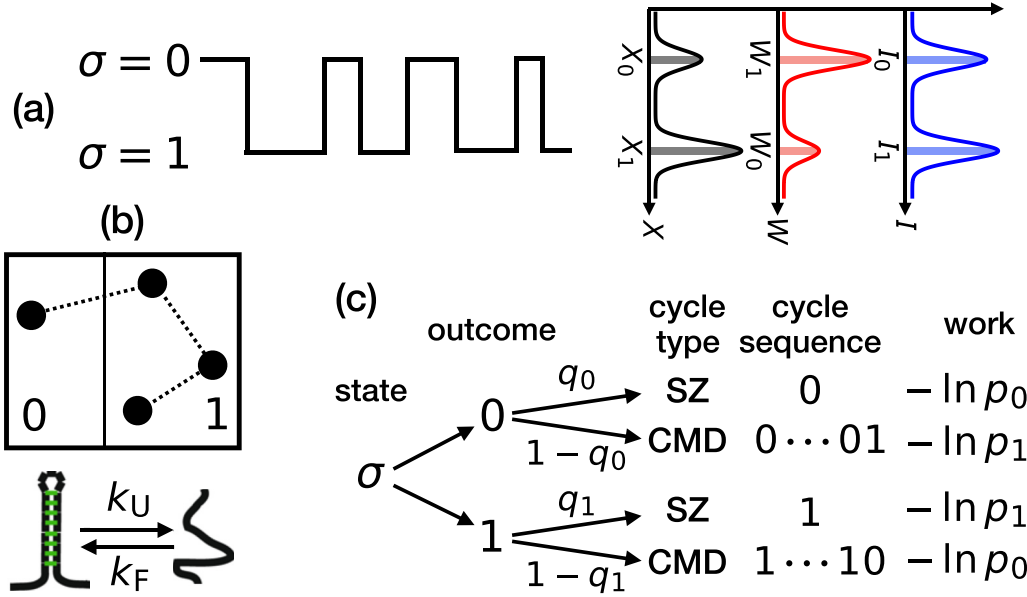 (a)
σ = 0
σ = 1
X₀
X₁
X
W₁
W₀
W
I₀
I₁
I
(b)
0
1
k_U
k_F
(c)
state
outcome
cycle type
cycle sequence
work
σ
0
q₀
SZ
0
− ln p₀
1 − q₀
CMD
0 ··· 01
− ln p₁
1
q₁
SZ
1
− ln p₁
1 − q₁
CMD
1 ··· 10
− ln p₀